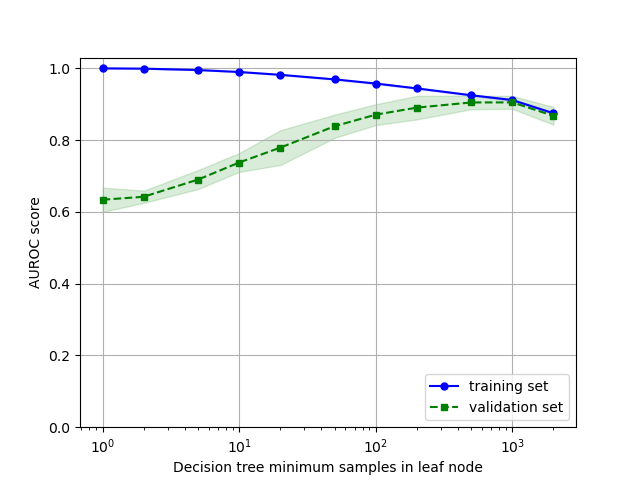 1.0
0.8
0.6
0.4
0.2
0.0
AUROC score
10⁰
10¹
10²
10³
Decision tree minimum samples in leaf node
training set
validation set